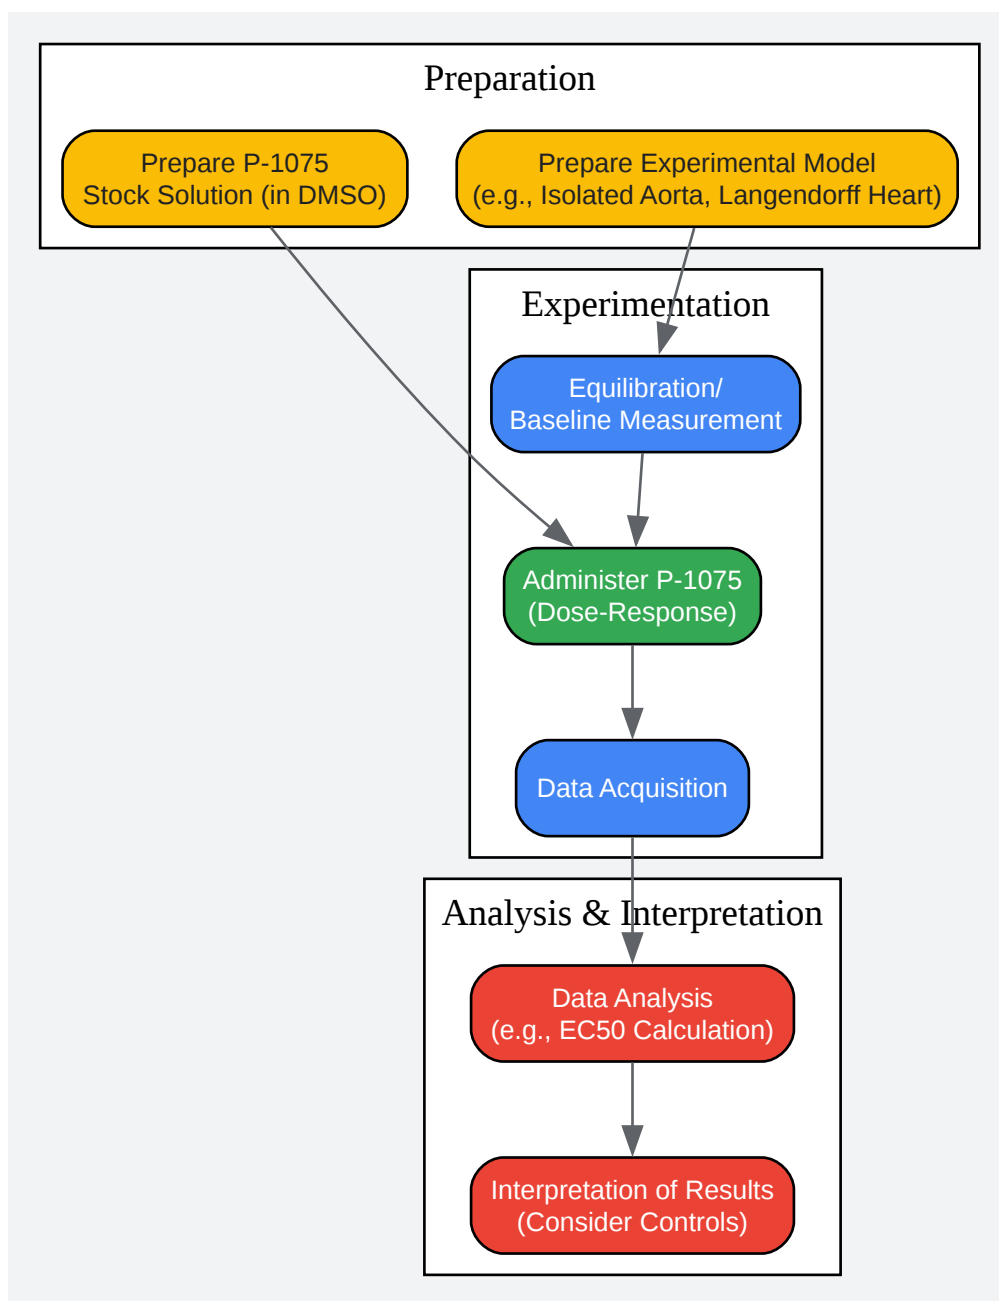 Preparation
Prepare P-1075
Stock Solution (in DMSO)
Prepare Experimental Model
(e.g., Isolated Aorta, Langendorff Heart)
Experimentation
Equilibration/
Baseline Measurement
Administer P-1075
(Dose-Response)
Data Acquisition
Analysis & Interpretation
Data Analysis
(e.g., EC50 Calculation)
Interpretation of Results
(Consider Controls)